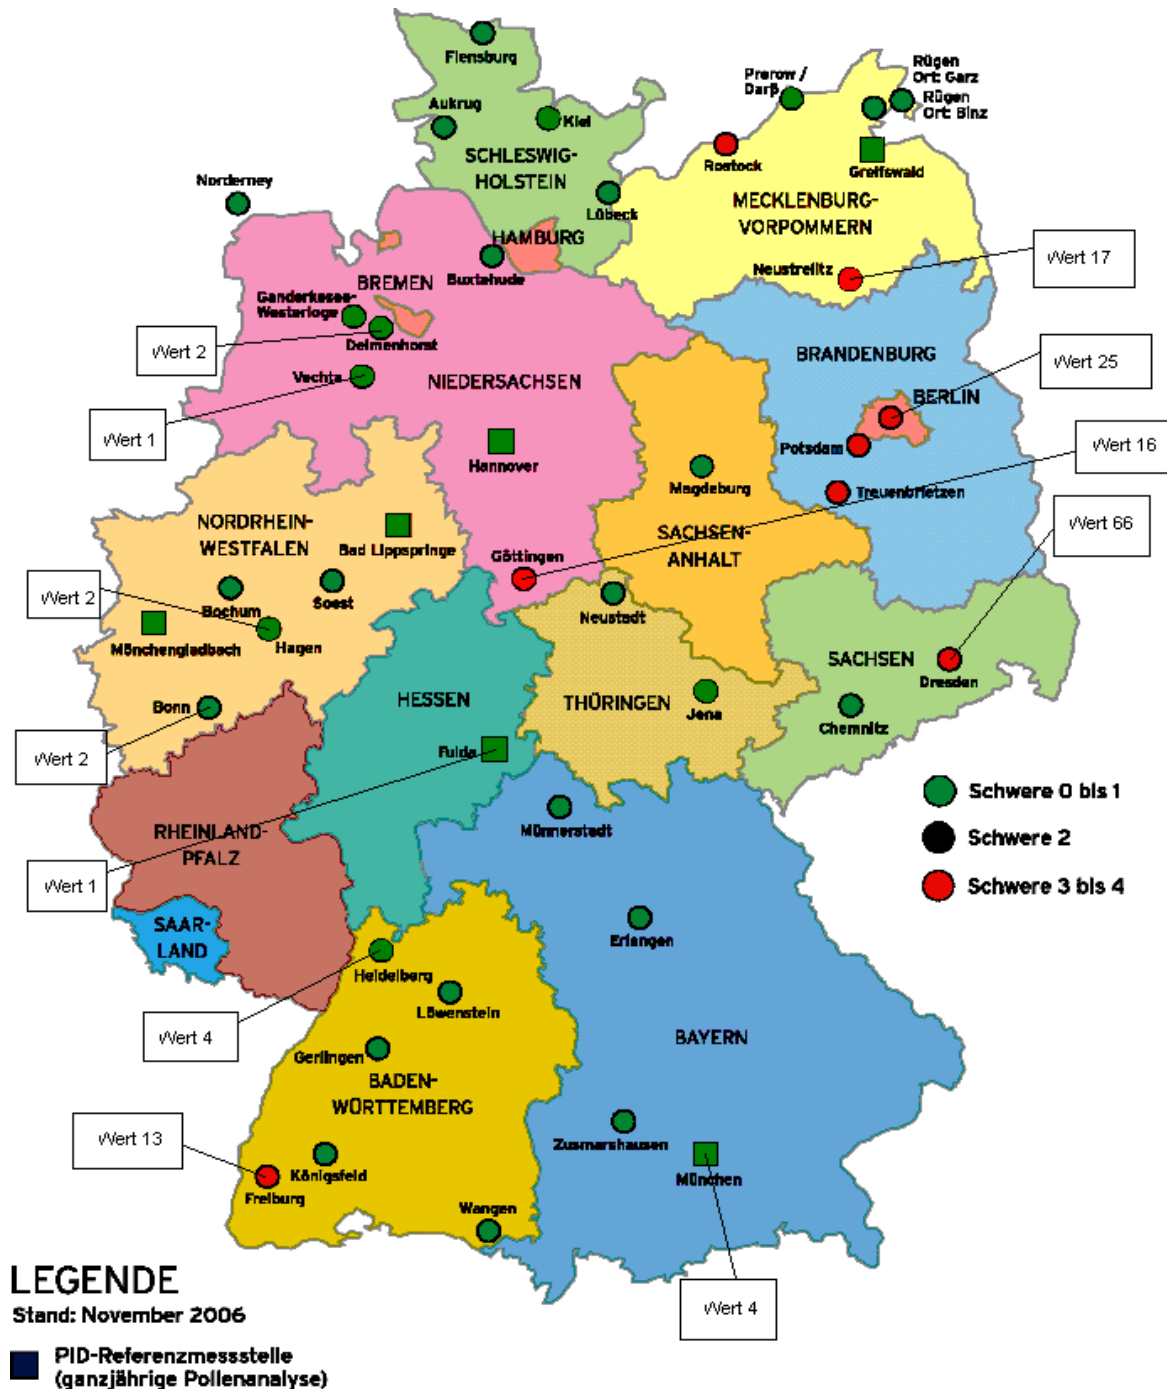 Flensburg
Aukrug
Kiel
SCHLESWIG-
HOLSTEIN
Lübeck
Prerow /
Darß
Rügen
Ort: Garz
Rügen
Ort: Binz
Rostock
Greifswald
MECKLENBURG-
VORPOMMERN
Neustrelitz
Wert 17
Norderney
HAMBURG
Buxtehude
BREMEN
Ganderkesee-
Westerloge
Delmenhorst
Wert 2
Vechta
NIEDERSACHSEN
Wert 1
Hannover
BRANDENBURG
Wert 25
BERLIN
Potsdam
Wert 16
Treuenbrietzen
Magdeburg
SACHSEN-
ANHALT
Wert 66
NORDRHEIN-
WESTFALEN
Bad Lippspringe
Göttingen
Wert 2
Bochum
Soest
Neustadt
Mönchengladbach
Hagen
SACHSEN
Dresden
Bonn
HESSEN
THÜRINGEN
Jena
Chemnitz
Wert 2
Fulda
Schwere 0 bis 1
Schwere 2
Schwere 3 bis 4
RHEINLAND-
PFALZ
Münnerstadt
Wert 1
SAAR-
LAND
Erlangen
Heidelberg
Löwenstein
Wert 4
Gerlingen
BADEN-
WÜRTTEMBERG
BAYERN
Wert 13
Königsfeld
Freiburg
Zusmarshausen
München
Wangen
Wert 4
LEGENDE
Stand: November 2006
PID-Referenzmessstelle
(ganzjährige Pollenanalyse)